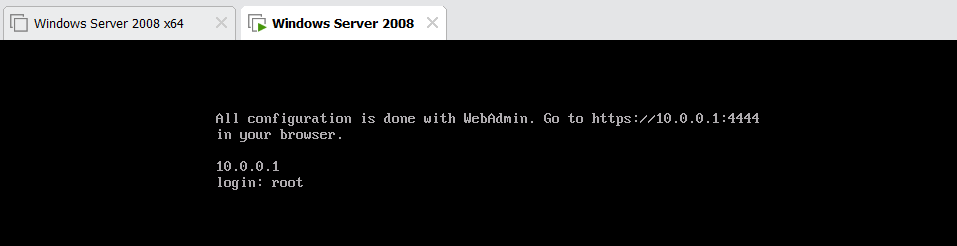 Windows Server 2008 x64
Windows Server 2008
All configuration is done with WebAdmin. Go to https://10.0.0.1:4444
in your browser.
10.0.0.1
login: root